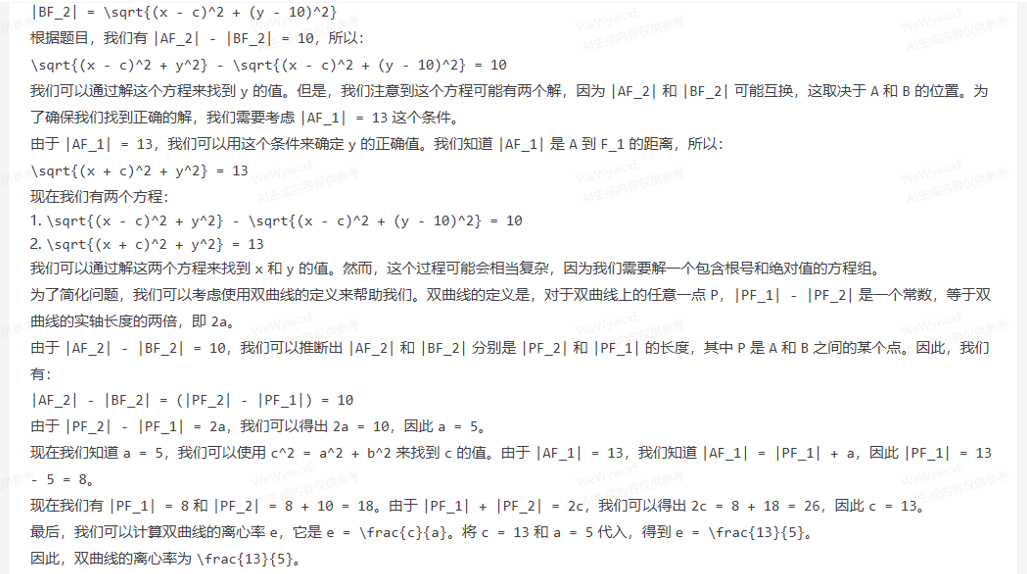 |BF_2| = \sqrt{(x - c)^2 + (y - 10)^2}
根据题目，我们有 |AF_2| - |BF_2| = 10，所以：
\sqrt{(x - c)^2 + y^2} - \sqrt{(x - c)^2 + (y - 10)^2} = 10
我们可以通过解这个方程来找到 y 的值。但是，我们注意到这个方程可能有两个解，因为 |AF_2| 和 |BF_2| 可能互换，这取决于 A 和 B 的位置。为
了确保我们找到正确的解，我们需要考虑 |AF_1| = 13 这个条件。
由于 |AF_1| = 13，我们可以用这个条件来确定 y 的正确值。我们知道 |AF_1| 是 A 到 F_1 的距离，所以：
\sqrt{(x + c)^2 + y^2} = 13
现在我们有两个方程：
1. \sqrt{(x - c)^2 + y^2} - \sqrt{(x - c)^2 + (y - 10)^2} = 10
2. \sqrt{(x + c)^2 + y^2} = 13
我们可以通过解这两个方程来找到 x 和 y 的值。然而，这个过程可能会相当复杂，因为我们需要解一个包含根号和绝对值的方程组。
为了简化问题，我们可以考虑使用双曲线的定义来帮助我们。双曲线的定义是，对于双曲线上的任意一点 P，|PF_1| - |PF_2| 是一个常数，等于双
曲线的实轴长度的两倍，即 2a。
由于 |AF_2| - |BF_2| = 10，我们可以推断出 |AF_2| 和 |BF_2| 分别是 |PF_2| 和 |PF_1| 的长度，其中 P 是 A 和 B 之间的某个点。因此，我们
有：
|AF_2| - |BF_2| = (|PF_2| - |PF_1|) = 10
由于 |PF_2| - |PF_1| = 2a，我们可以得出 2a = 10，因此 a = 5。
现在我们知道 a = 5，我们可以使用 c^2 = a^2 + b^2 来找到 c 的值。由于 |AF_1| = 13，我们知道 |AF_1| = |PF_1| + a，因此 |PF_1| = 13
- 5 = 8。
现在我们有 |PF_1| = 8 和 |PF_2| = 8 + 10 = 18。由于 |PF_1| + |PF_2| = 2c，我们可以得出 2c = 8 + 18 = 26，因此 c = 13。
最后，我们可以计算双曲线的离心率 e，它是 e = \frac{c}{a}。将 c = 13 和 a = 5 代入，得到 e = \frac{13}{5}。
因此，双曲线的离心率为 \frac{13}{5}。